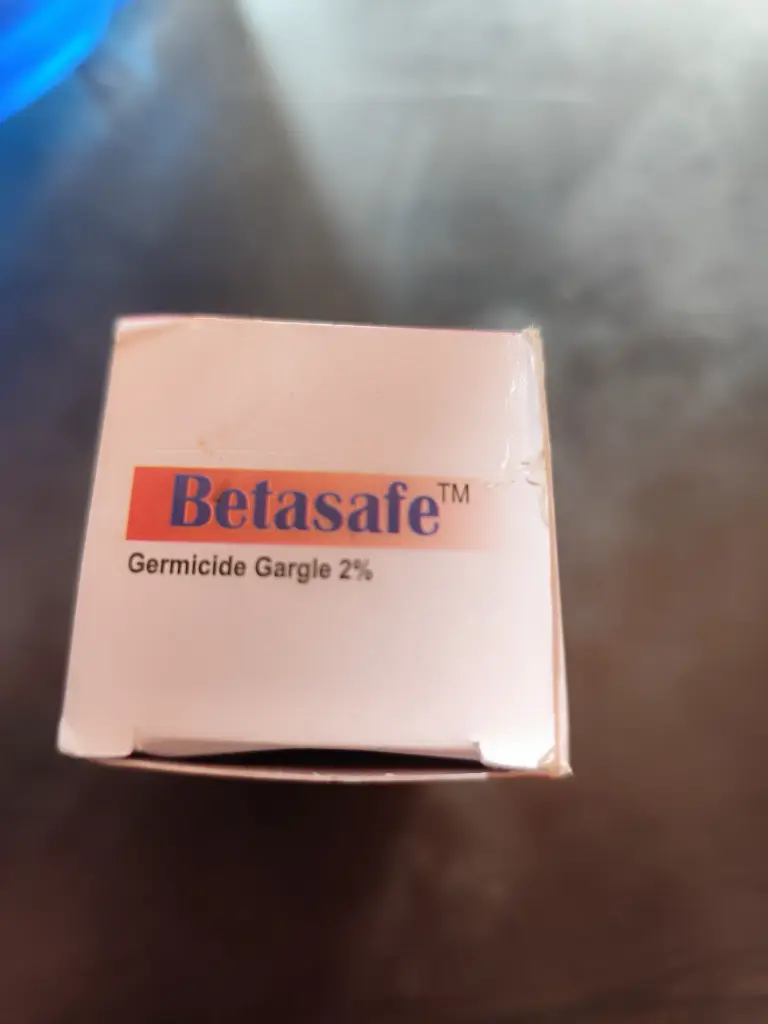 Betasafe™
Germicide Gargle 2%